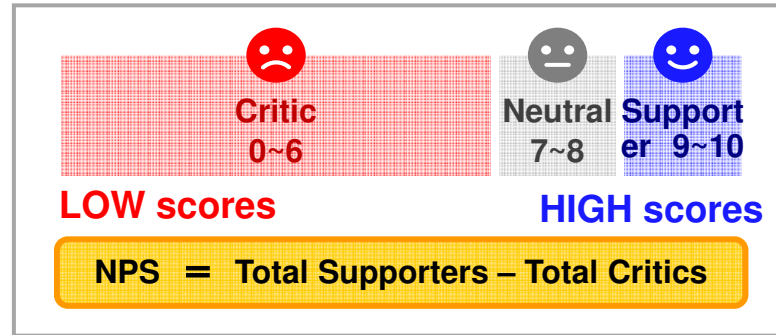 Critic
0~6
Neutral
7~8
Support
er 9~10
LOW scores
HIGH scores
NPS = Total Supporters – Total Critics